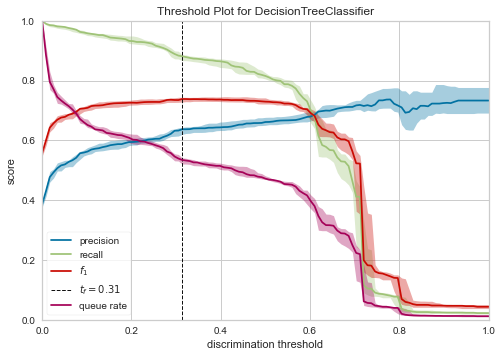 Threshold Plot for DecisionTreeClassifier
1.0
0.8
0.6
0.4
0.2
0.0
score
precision
recall
f₁
tᵣ = 0.31
queue rate
0.0 0.2 0.4 0.6 0.8 1.0
discrimination threshold